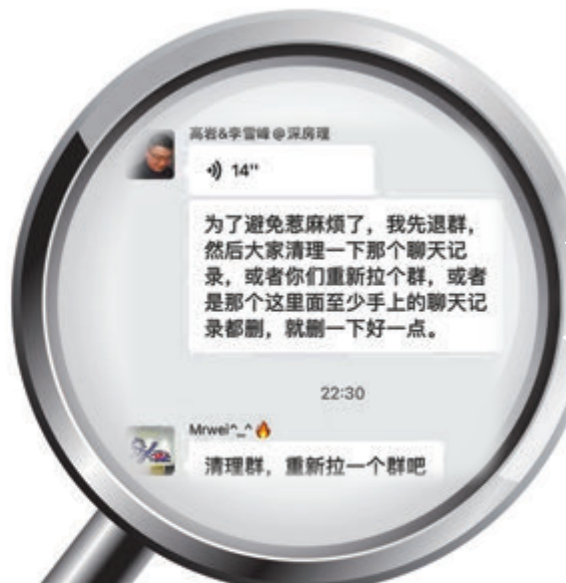 高岩&李雪峰@深房理
14"
为了避免惹麻烦了，我先退群，
然后大家清理一下那个聊天记
录，或者你们重新拉个群，或者
是那个这里面至少手上的聊天记
录都删，就删一下好一点。
22:30
Mrwei^_^🔥
清理群，重新拉一个群吧